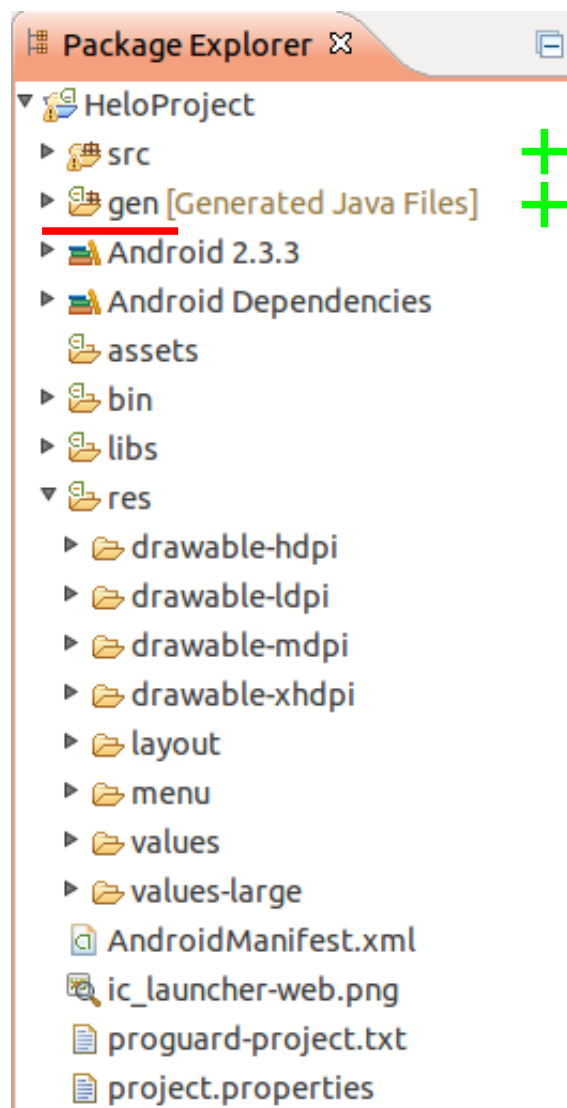 Package Explorer
HeloProject
src
gen [Generated Java Files]
Android 2.3.3
Android Dependencies
assets
bin
libs
res
drawable-hdpi
drawable-ldpi
drawable-mdpi
drawable-xhdpi
layout
menu
values
values-large
AndroidManifest.xml
ic_launcher-web.png
proguard-project.txt
project.properties